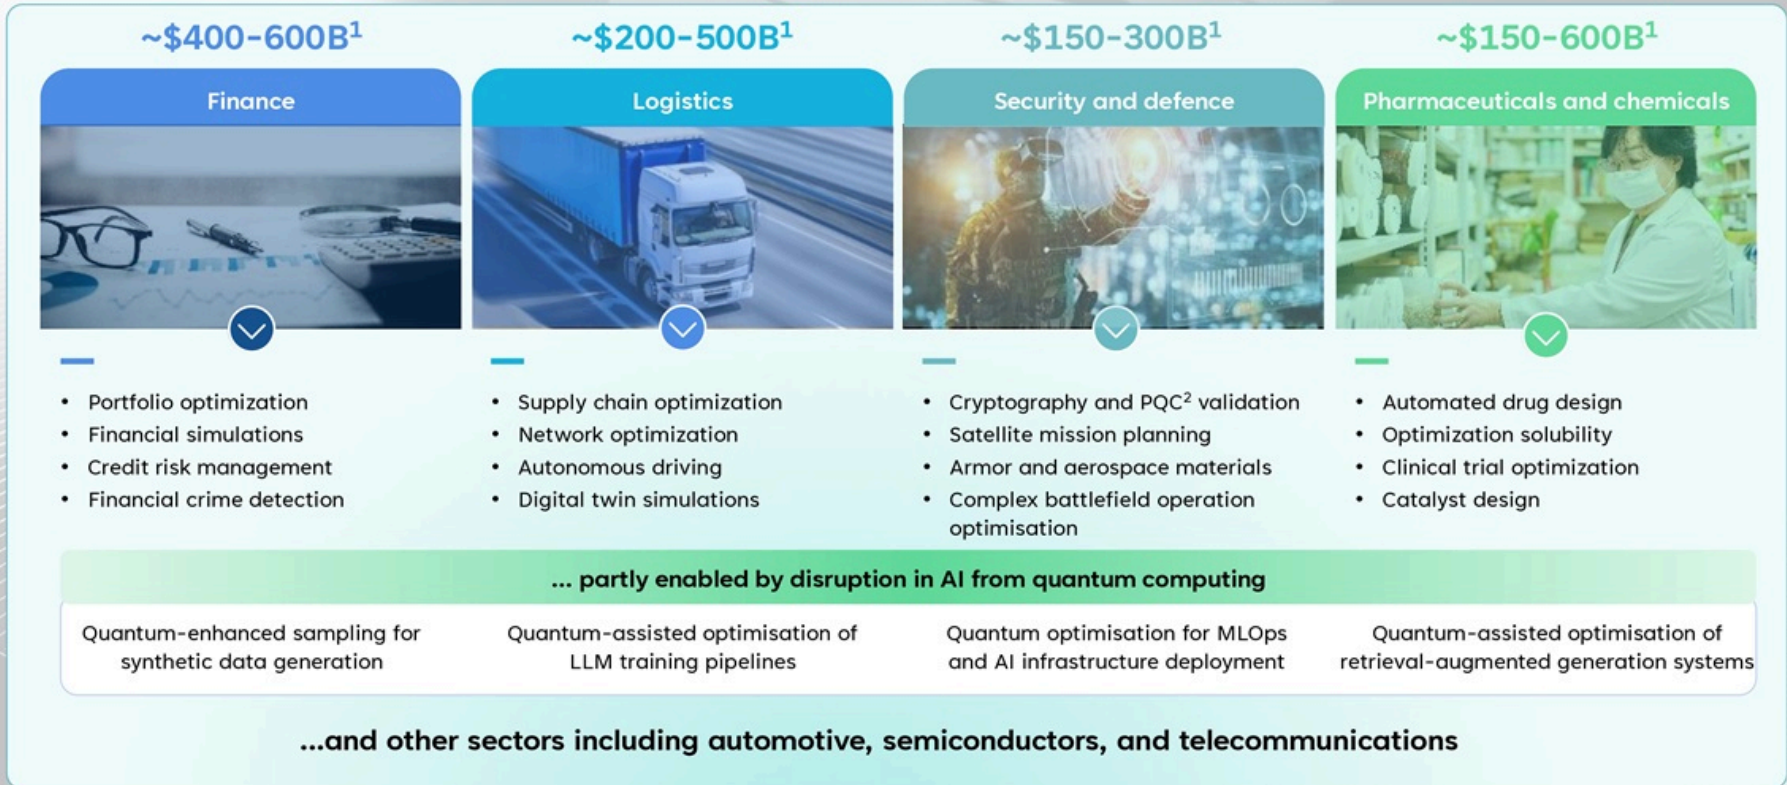 ~$400-600B¹
~$200-500B¹
~$150-300B¹
~$150-600B¹
Finance
Logistics
Security and defence
Pharmaceuticals and chemicals
• Portfolio optimization
• Financial simulations
• Credit risk management
• Financial crime detection
• Supply chain optimization
• Network optimization
• Autonomous driving
• Digital twin simulations
• Cryptography and PQC² validation
• Satellite mission planning
• Armor and aerospace materials
• Complex battlefield operation
optimisation
• Automated drug design
• Optimization solubility
• Clinical trial optimization
• Catalyst design
... partly enabled by disruption in AI from quantum computing
Quantum-enhanced sampling for
synthetic data generation
Quantum-assisted optimisation of
LLM training pipelines
Quantum optimisation for MLOps
and AI infrastructure deployment
Quantum-assisted optimisation of
retrieval-augmented generation systems
...and other sectors including automotive, semiconductors, and telecommunications